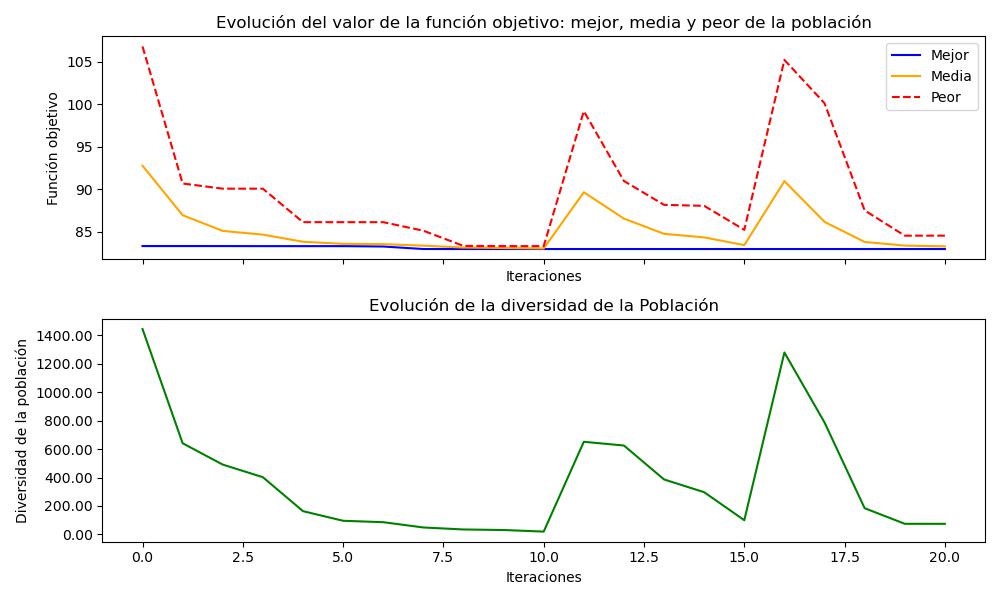 Evolución del valor de la función objetivo: mejor, media y peor de la población
Función objetivo
105
100
95
90
85
Mejor
Media
Peor
Iteraciones
Evolución de la diversidad de la Población
Diversidad de la población
1400.00
1200.00
1000.00
800.00
600.00
400.00
200.00
0.00
0.0 2.5 5.0 7.5 10.0 12.5 15.0 17.5 20.0
Iteraciones